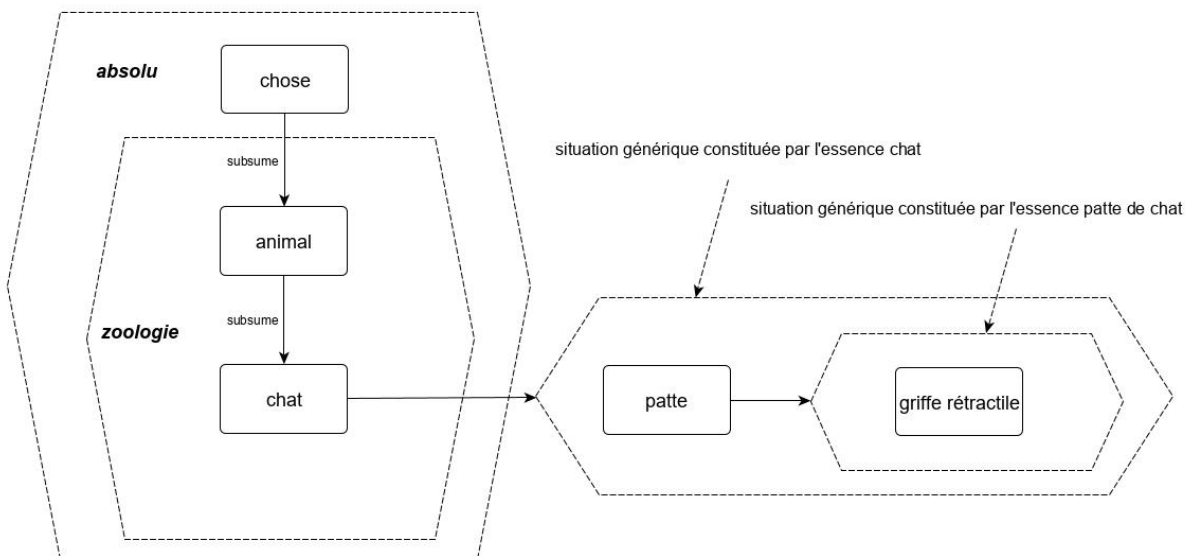 absolu
chose
subsume
animal
zoologie
subsume
chat
situation générique constituée par l'essence chat
situation générique constituée par l'essence patte de chat
patte
griffe rétractile